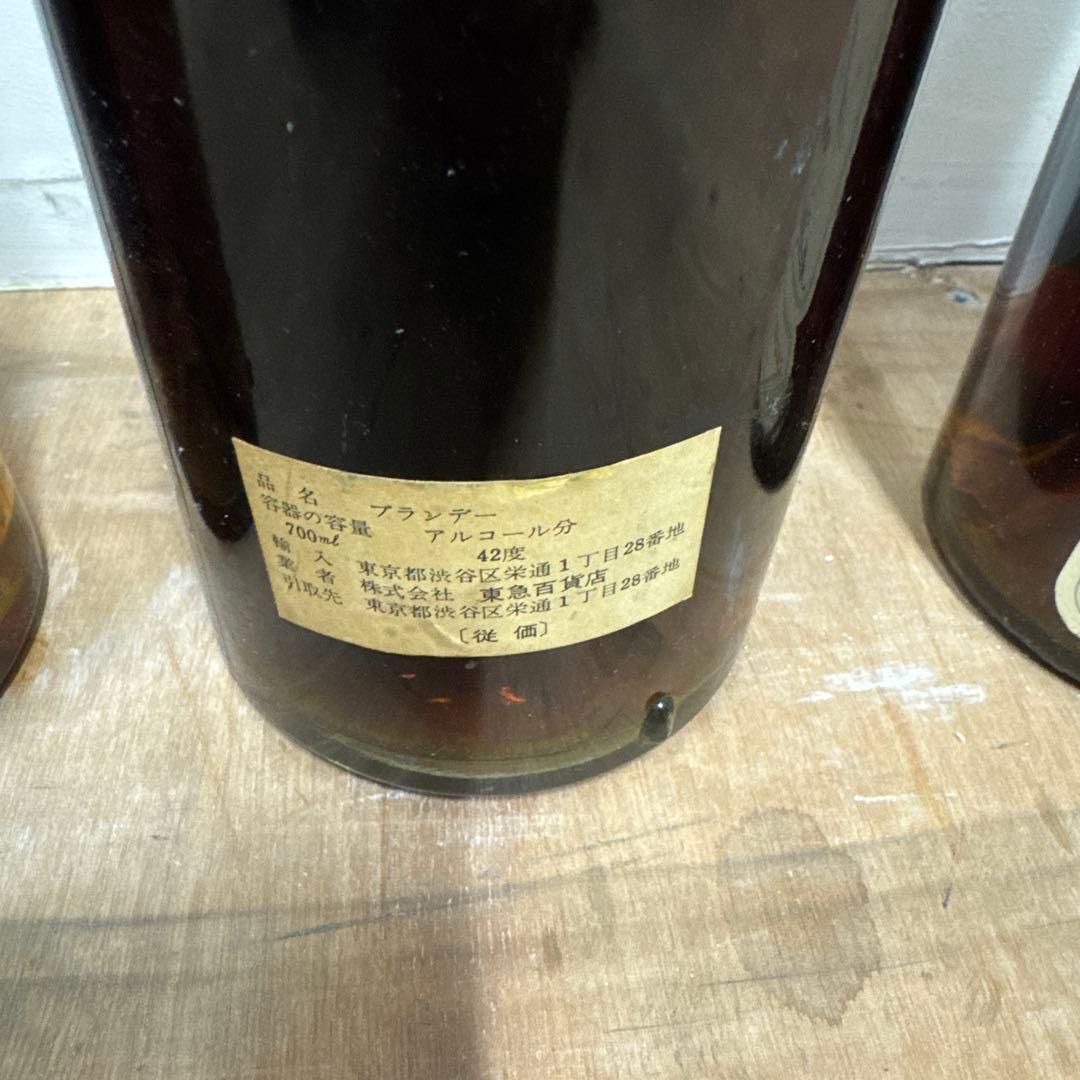 品 名 ブランデー
容器の容量 アルコール分
700ml 42度
輸入 東京都渋谷区栄通1丁目28番地
業者 株式会社 東急百貨店
引取先 東京都渋谷区栄通1丁目28番地
〔従 価〕